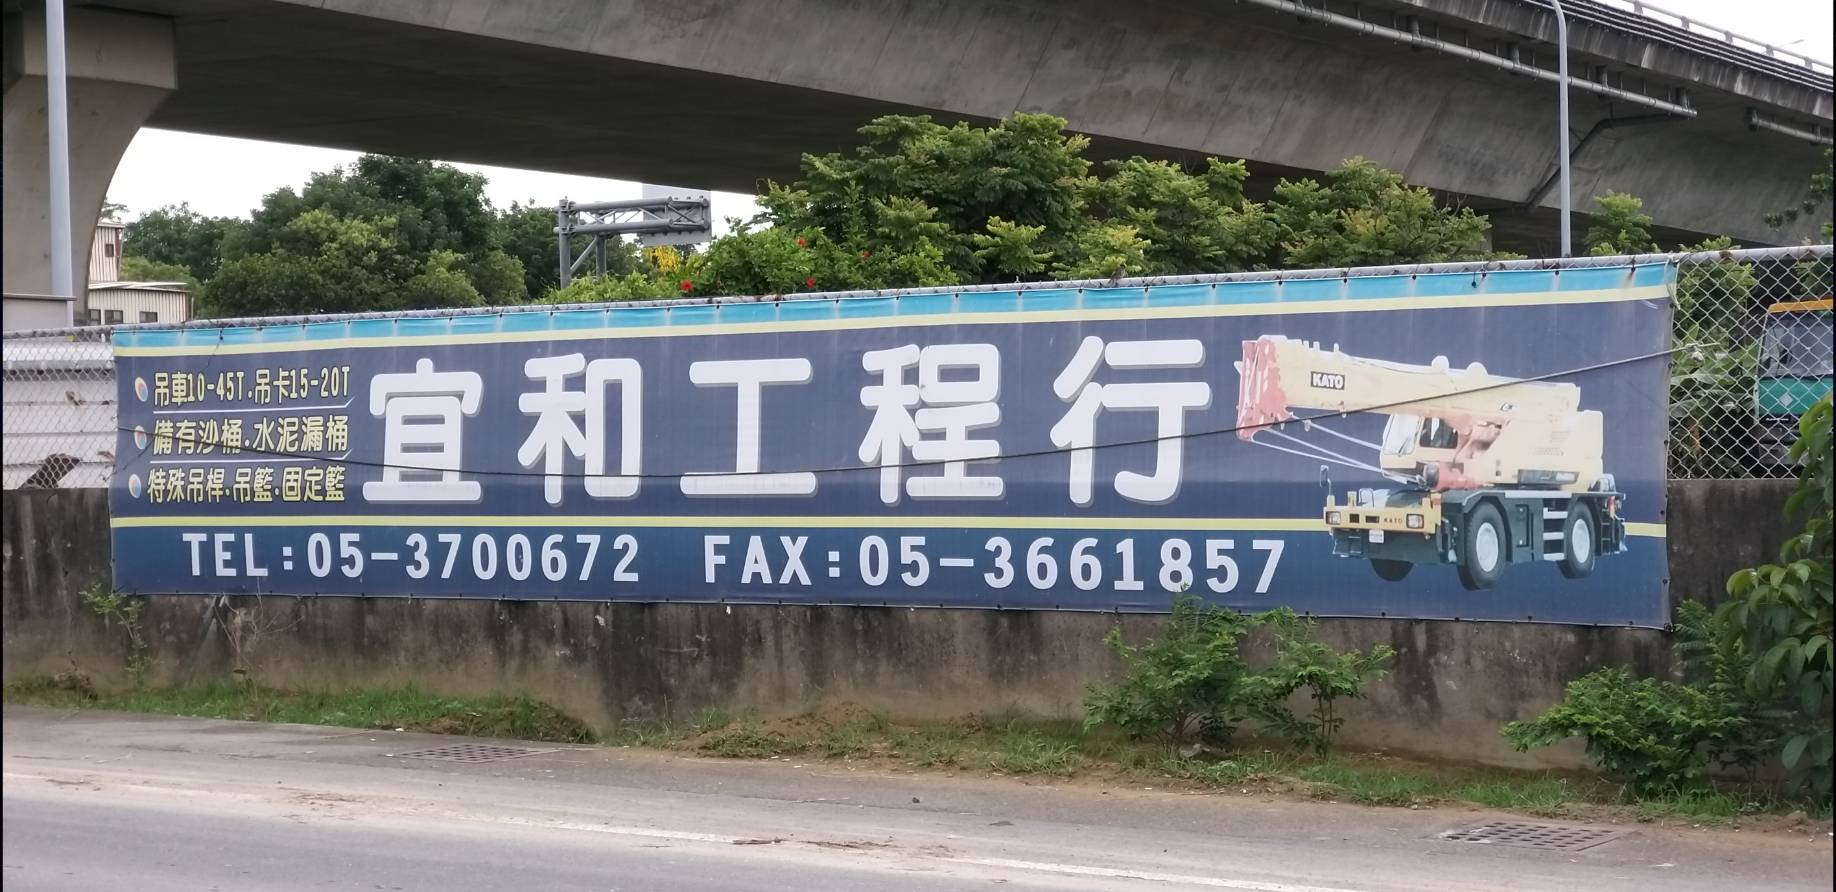 吊車10-45T.吊卡15-20T
備有沙桶.水泥漏桶
特殊吊桿.吊籃.固定籃
宜和工程行
TEL:05-3700672 FAX:05-3661857
KATO
KATO